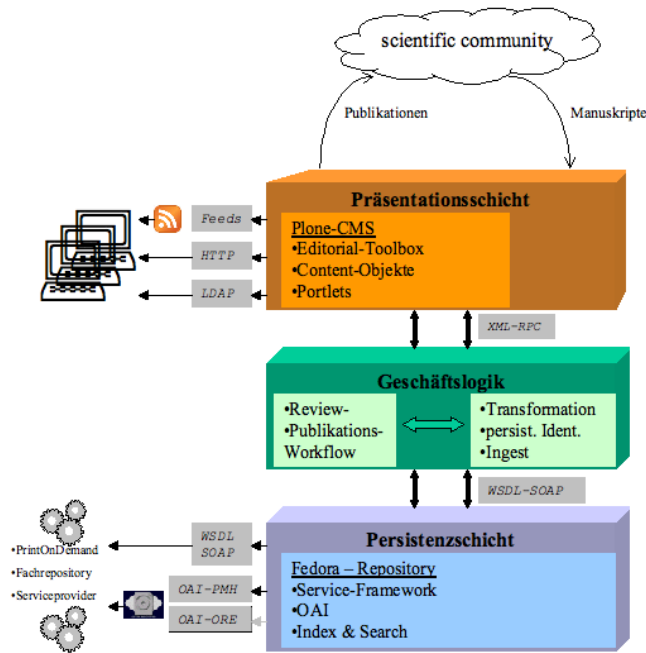 scientific community
Publikationen
Manuskripte
Präsentationsschicht
Feeds
HTTP
LDAP
Plone-CMS
•Editorial-Toolbox
•Content-Objekte
•Portlets
XML-RPC
Geschäftslogik
•Review-
•Publikations-
Workflow
•Transformation
•persist. Ident.
•Ingest
WSDL-SOAP
Persistenzschicht
WSDL
SOAP
•PrintOnDemand
•Fachrepository
•Serviceprovider
OAI-PMH
OAI-ORE
Fedora – Repository
•Service-Framework
•OAI
•Index & Search